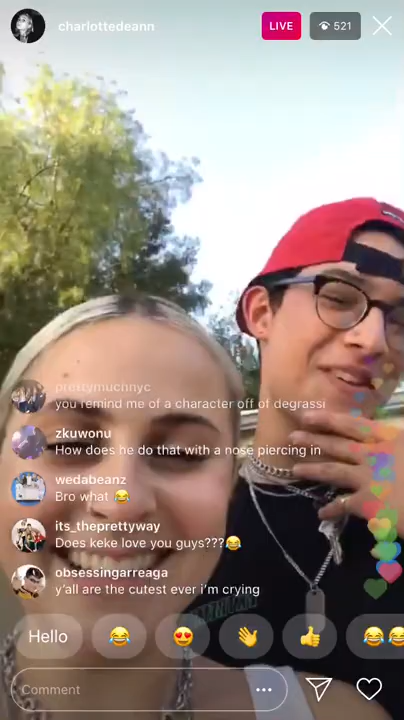 charlottedeann
LIVE
521
prettymuchnyc
you remind me of a character off of degrassi
zkuwonu
How does he do that with a nose piercing in
wedabeanz
Bro what 😂
its_theprettyway
Does keke love you guys???😂
obsessingarreaga
y'all are the cutest ever i'm crying
Hello 😂 😍 👋 👍 😂😂
Comment